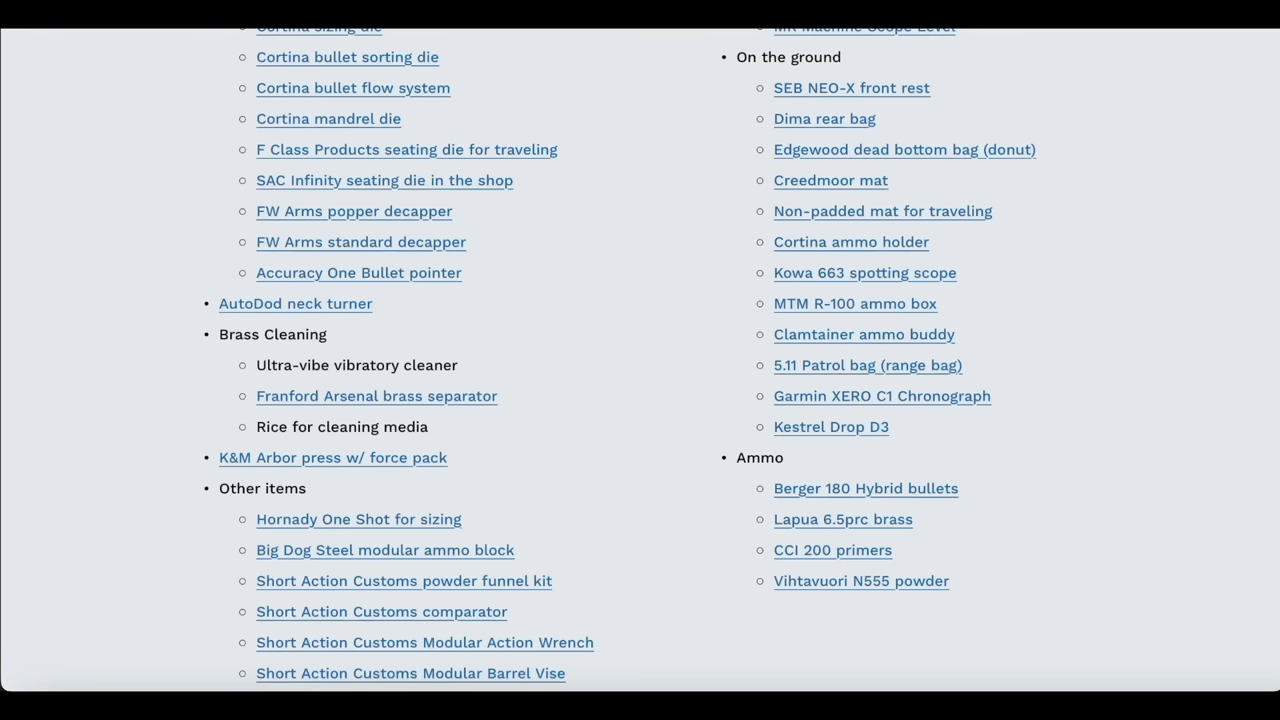 Cortina sizing die
Cortina bullet sorting die
Cortina bullet flow system
Cortina mandrel die
F Class Products seating die for traveling
SAC Infinity seating die in the shop
FW Arms popper decapper
FW Arms standard decapper
Accuracy One Bullet pointer
AutoDod neck turner
Brass Cleaning
Ultra-vibe vibratory cleaner
Franford Arsenal brass separator
Rice for cleaning media
K&M Arbor press w/ force pack
Other items
Hornady One Shot for sizing
Big Dog Steel modular ammo block
Short Action Customs powder funnel kit
Short Action Customs comparator
Short Action Customs Modular Action Wrench
Short Action Customs Modular Barrel Vise
MR Machine Scope Level
On the ground
SEB NEO-X front rest
Dima rear bag
Edgewood dead bottom bag (donut)
Creedmoor mat
Non-padded mat for traveling
Cortina ammo holder
Kowa 663 spotting scope
MTM R-100 ammo box
Clamtainer ammo buddy
5.11 Patrol bag (range bag)
Garmin XERO C1 Chronograph
Kestrel Drop D3
Ammo
Berger 180 Hybrid bullets
Lapua 6.5prc brass
CCI 200 primers
Vihtavuori N555 powder